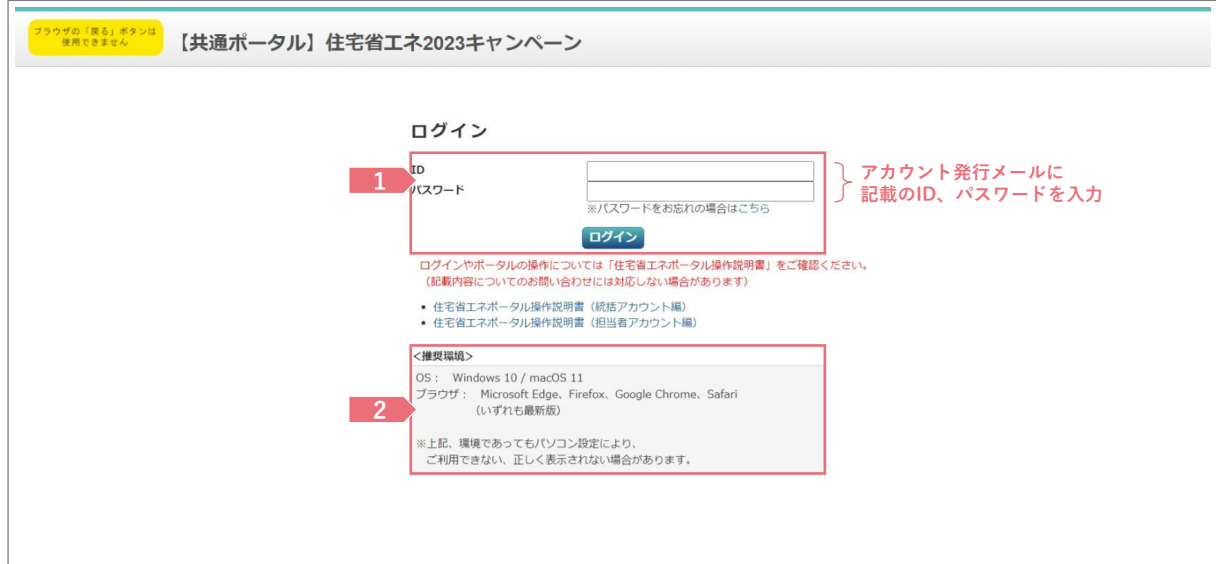 ブラウザの「戻る」ボタンは
使用できません
【共通ポータル】住宅省エネ2023キャンペーン
ログイン
1
ID
パスワード
アカウント発行メールに
記載のID、パスワードを入力
※パスワードをお忘れの場合はこちら
ログイン
ログインやポータルの操作については「住宅省エネポータル操作説明書」をご確認ください。
（記載内容についてのお問い合わせには対応しない場合があります）
• 住宅省エネポータル操作説明書（統括アカウント編）
• 住宅省エネポータル操作説明書（担当者アカウント編）
2
<推奨環境>
OS： Windows 10 / macOS 11
ブラウザ： Microsoft Edge、Firefox、Google Chrome、Safari
（いずれも最新版）
※上記、環境であってもパソコン設定により、
ご利用できない、正しく表示されない場合があります。